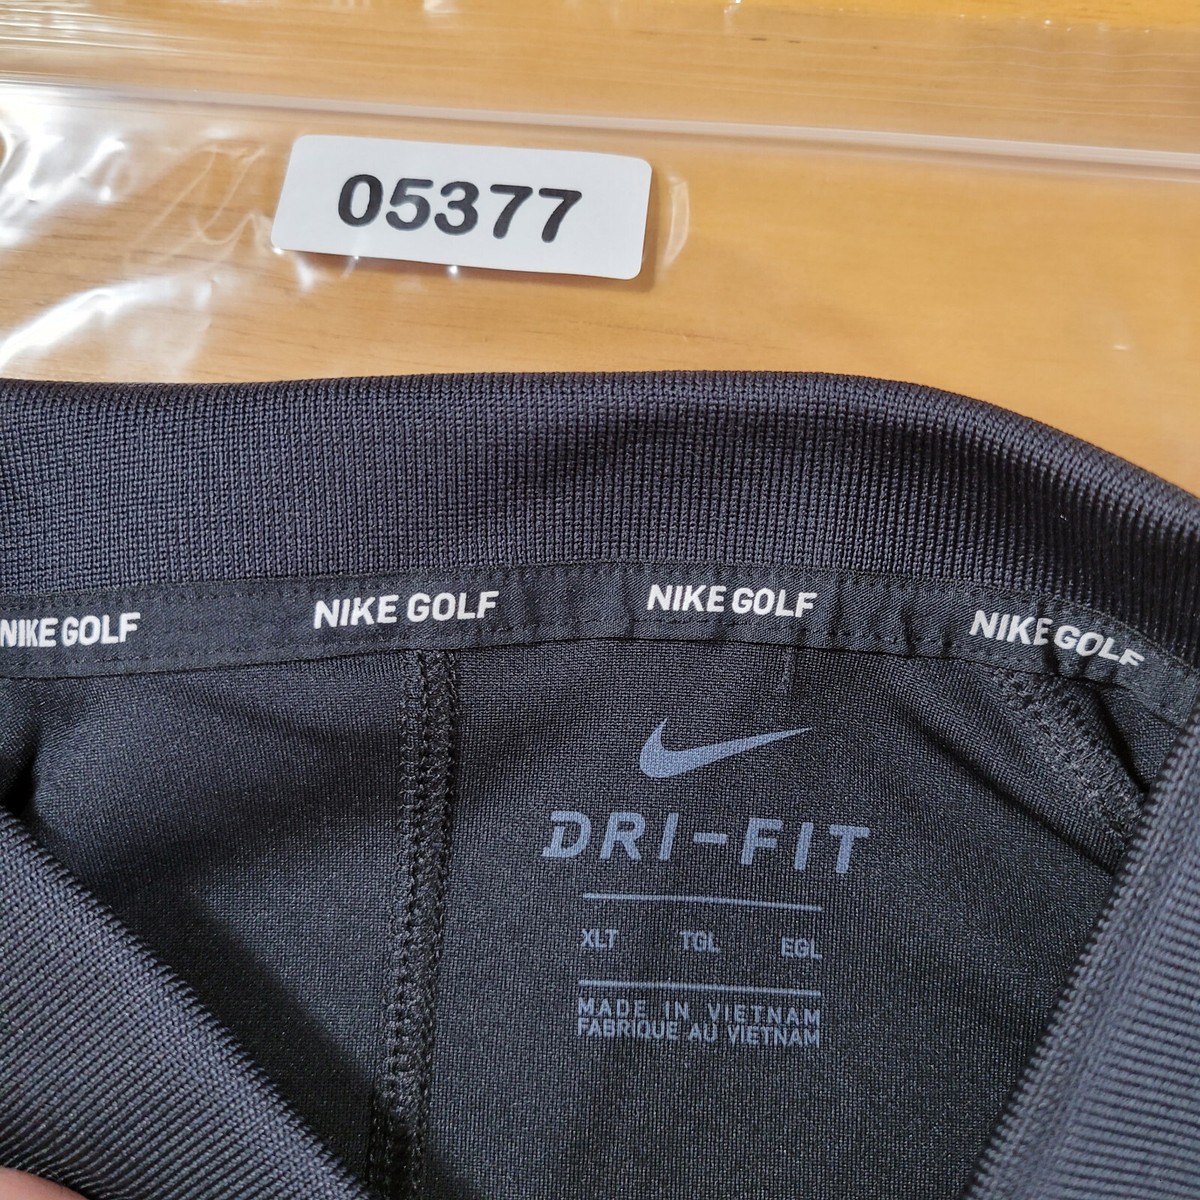 05377
NIKE GOLF NIKE GOLF NIKE GOLF NIKE GOLF
DRI-FIT
XLT TGL EGL
MADE IN VIETNAM
FABRIQUE AU VIETNAM